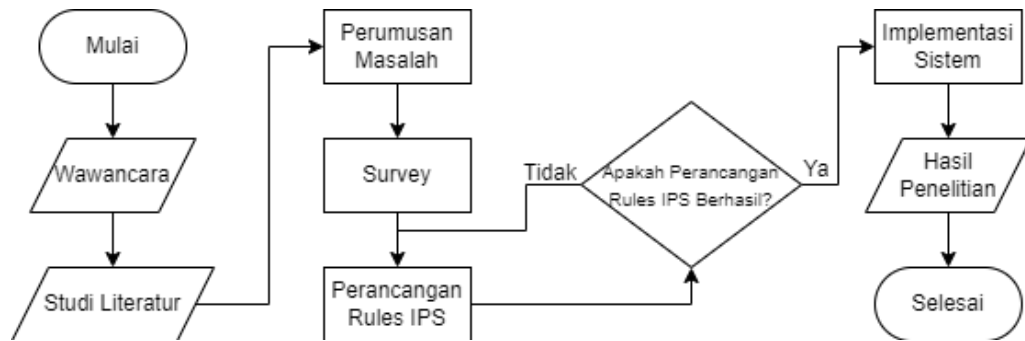 Mulai
Wawancara
Studi Literatur
Perumusan
Masalah
Survey
Perancangan
Rules IPS
Tidak
Apakah Perancangan
Rules IPS Berhasil?
Ya
Implementasi
Sistem
Hasil
Penelitian
Selesai